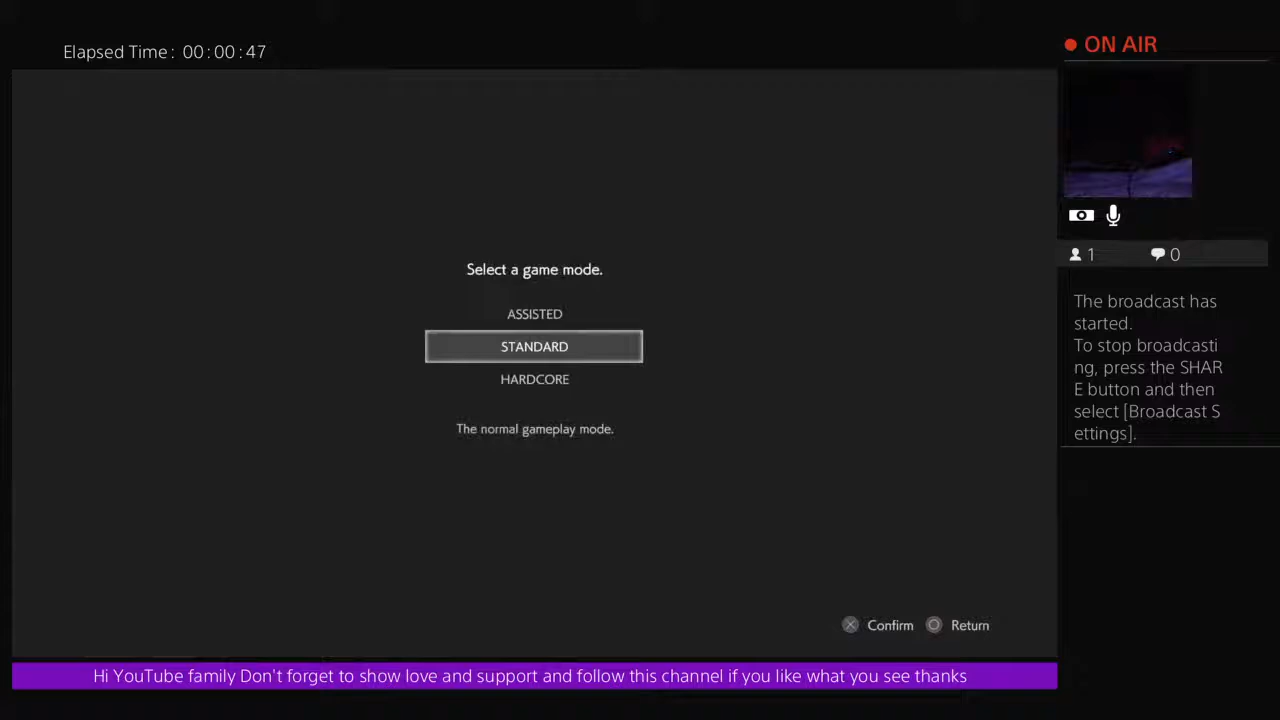 Elapsed Time: 00:00:47
ON AIR
1
0
Select a game mode.
ASSISTED
STANDARD
HARDCORE
The normal gameplay mode.
The broadcast has
started.
To stop broadcasti
ng, press the SHAR
E button and then
select [Broadcast S
ettings].
Confirm
Return
Hi YouTube family Don't forget to show love and support and follow this channel if you like what you see thanks